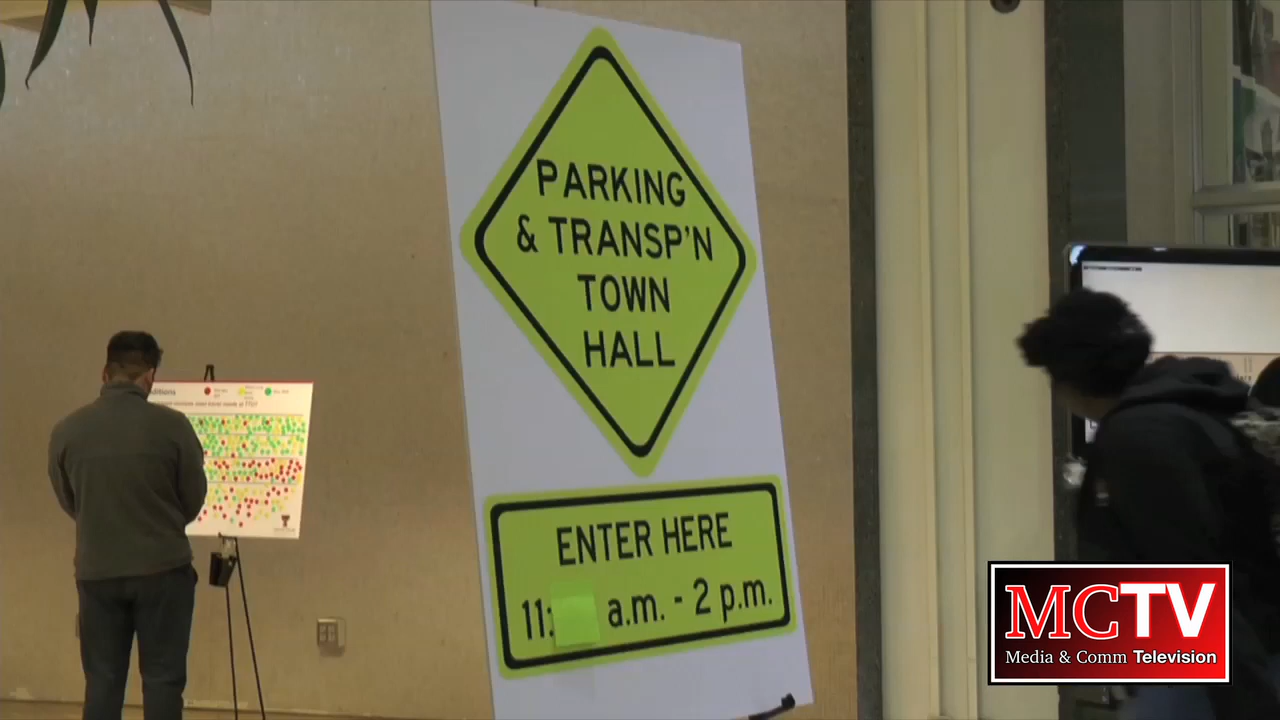 PARKING
& TRANSP'N
TOWN
HALL
ENTER HERE
11: a.m. - 2 p.m.
MCTV
Media & Comm Television